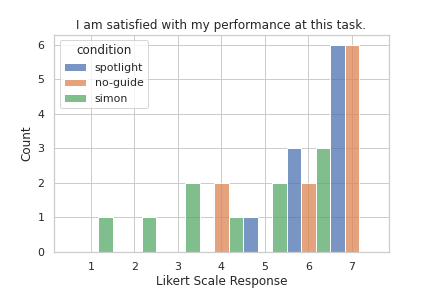 I am satisfied with my performance at this task.
condition
spotlight
no-guide
simon
Count
6
5
4
3
2
1
0
1 2 3 4 5 6 7
Likert Scale Response